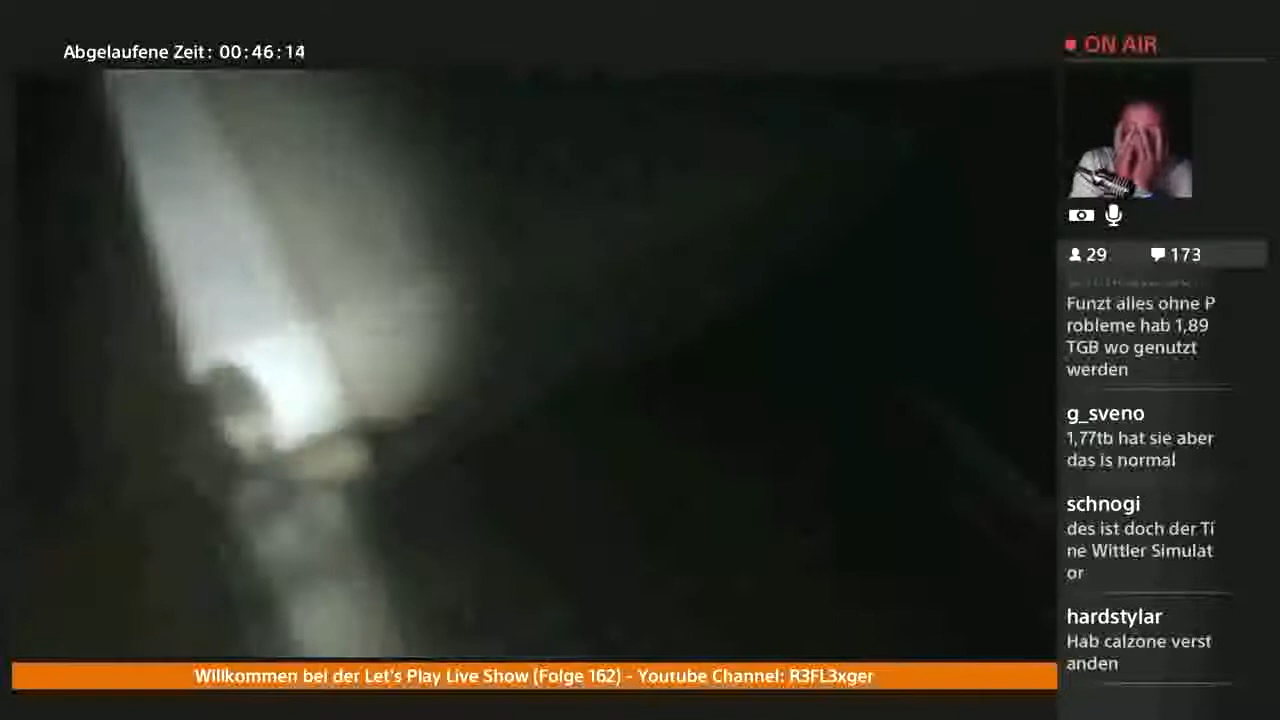 Abgelaufene Zeit: 00:46:14
ON AIR
29 173
Funzt alles ohne P
robleme hab 1,89
TGB wo genutzt
werden
g_sveno
1,77tb hat sie aber
das is normal
schnogi
des ist doch der Ti
ne Wittler Simulat
or
hardstylar
Hab calzone verst
anden
Willkommen bei der Let's Play Live Show (Folge 162) - Youtube Channel: R3FL3xger